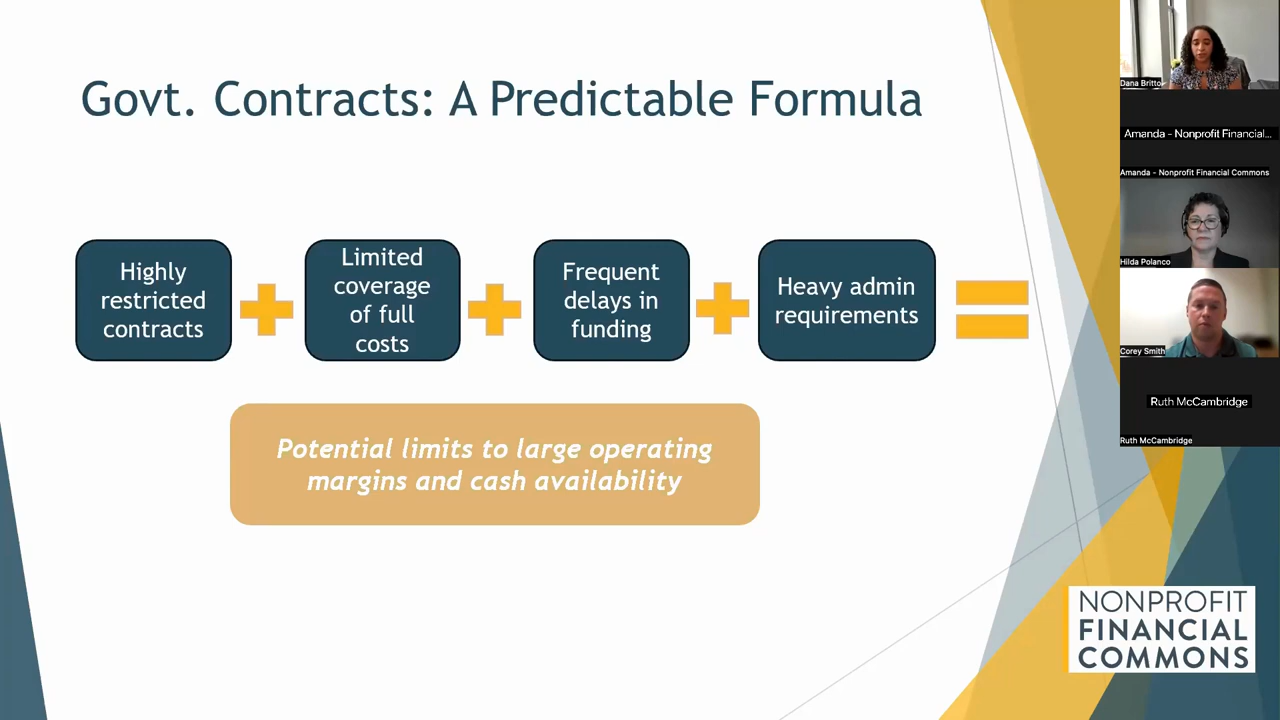 Govt. Contracts: A Predictable Formula
Highly
restricted
contracts
Limited
coverage
of full
costs
Frequent
delays in
funding
Heavy admin
requirements
Potential limits to large operating
margins and cash availability
Dana Britto
Amanda - Nonprofit Financial...
Amanda - Nonprofit Financial Commons
Hilda Polanco
Corey Smith
Ruth McCambridge
Ruth McCambridge
NONPROFIT
FINANCIAL
COMMONS